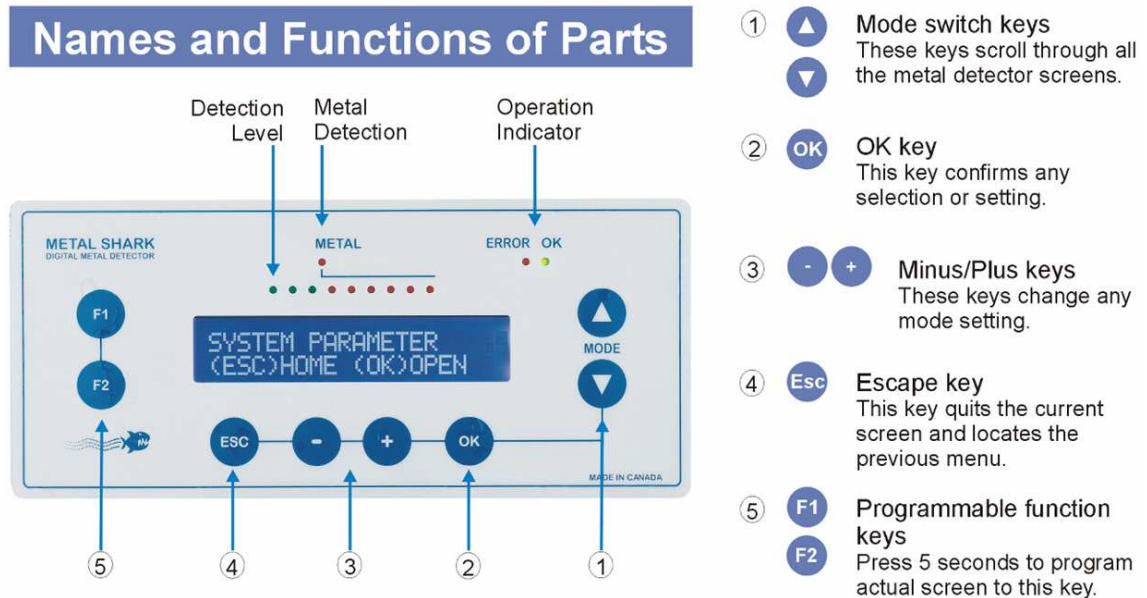 Names and Functions of Parts
Detection
Level
Metal
Detection
Operation
Indicator
METAL SHARK
DIGITAL METAL DETECTOR
METAL
ERROR OK
F1
F2
SYSTEM PARAMETER
(ESC)HOME (OK)OPEN
MODE
ESC
-
+
OK
MADE IN CANADA
5
4
3
2
1
1
Mode switch keys
These keys scroll through all
the metal detector screens.
2
OK
OK key
This key confirms any
selection or setting.
3
- +
Minus/Plus keys
These keys change any
mode setting.
4
Esc
Escape key
This key quits the current
screen and locates the
previous menu.
5
F1
F2
Programmable function
keys
Press 5 seconds to program
actual screen to this key.